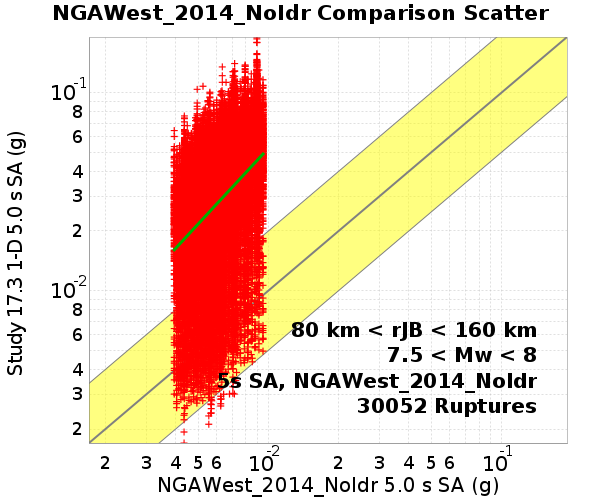 NGAWest_2014_NoIdr Comparison Scatter
Study 17.3 1-D 5.0 s SA (g)
10-1
8
6
4
3
2
10-2
8
6
4
3
2
80 km < rJB < 160 km
7.5 < Mw < 8
5s SA, NGAWest_2014_NoIdr
30052 Ruptures
2 3 4 5 6 10-2 2 3 4 5 6 10-1
NGAWest_2014_NoIdr 5.0 s SA (g)